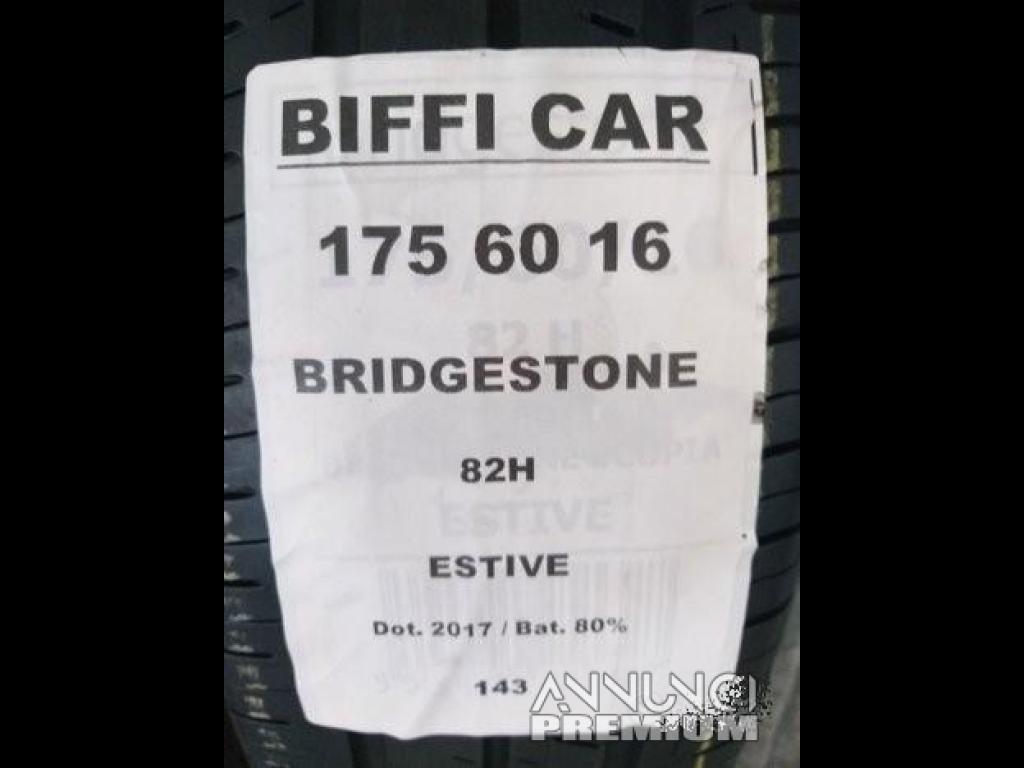 BIFFI CAR
175 60 16
BRIDGESTONE
82H
ESTIVE
Dot. 2017 / Bat. 80%
143
ANNUNCI
PREMIUM